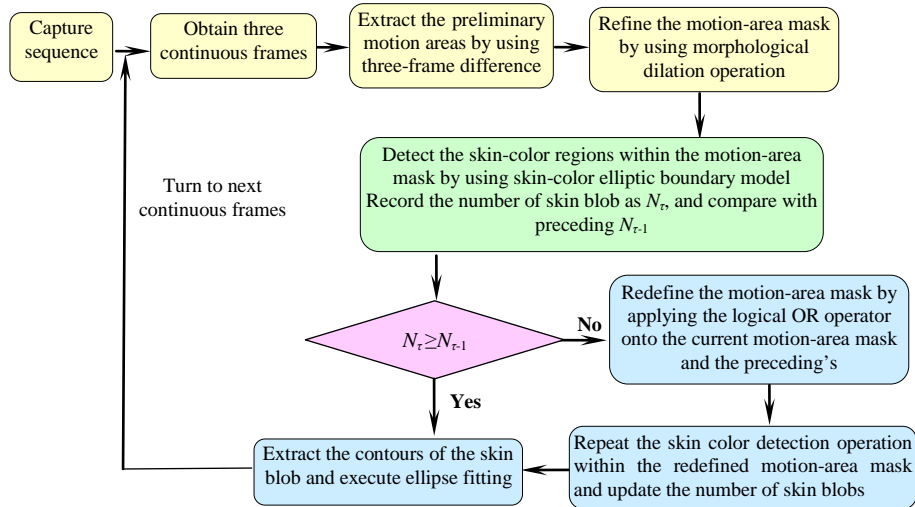 Capture
sequence
Obtain three
continuous frames
Extract the preliminary
motion areas by using
three-frame difference
Refine the motion-area mask
by using morphological
dilation operation
Detect the skin-color regions within the motion-area
mask by using skin-color elliptic boundary model
Record the number of skin blob as Nτ, and compare with
preceding Nτ-1
Turn to next
continuous frames
Nτ≥Nτ-1
No
Redefine the motion-area mask by
applying the logical OR operator
onto the current motion-area mask
and the preceding's
Yes
Extract the contours of the skin
blob and execute ellipse fitting
Repeat the skin color detection operation
within the redefined motion-area mask
and update the number of skin blobs